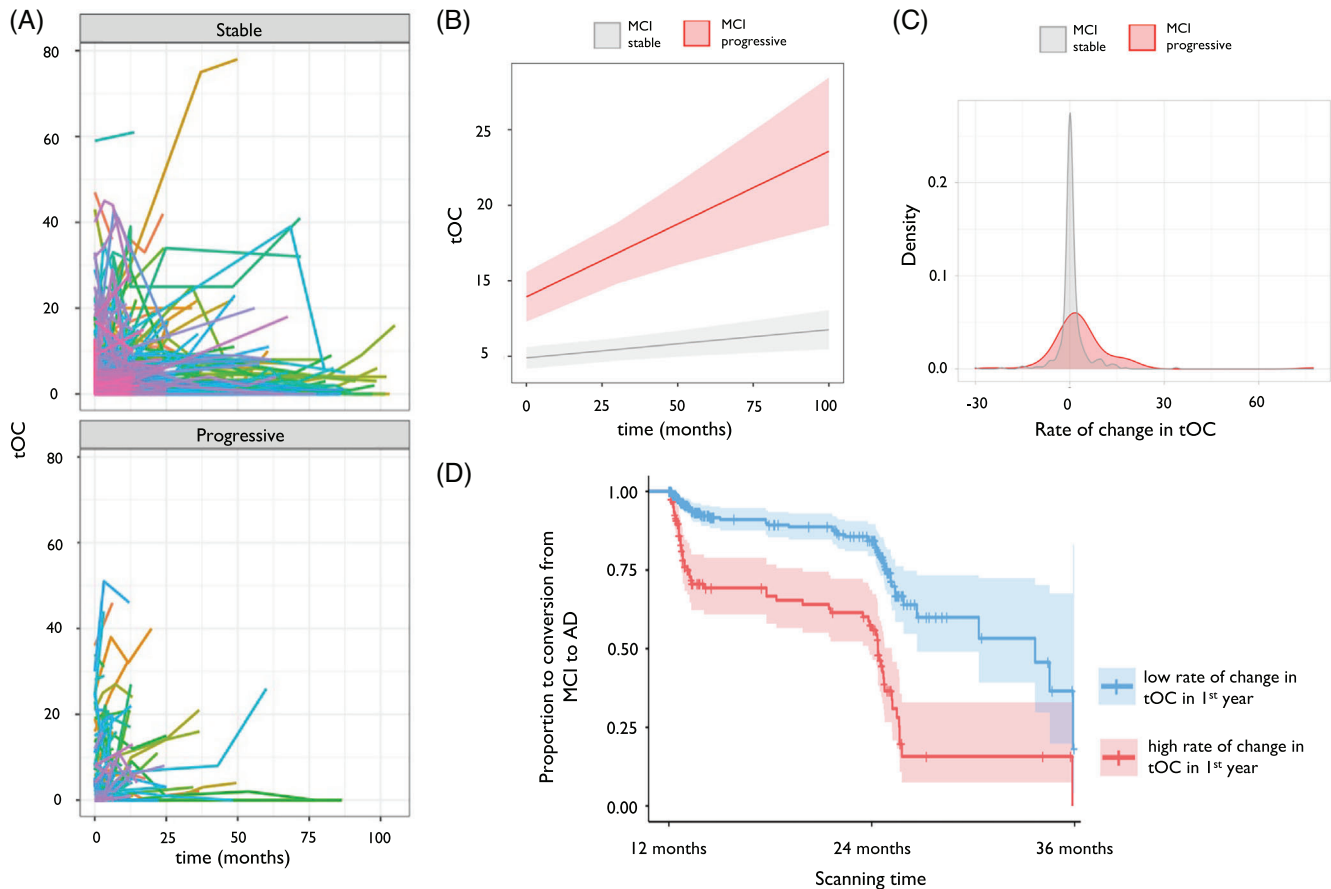 (A)
Stable
80
60
40
20
0
Progressive
80
60
40
20
0
tOC
0 25 50 75 100
time (months)
(B)
MCI
stable
MCI
progressive
25
20
15
5
tOC
0 25 50 75 100
time (months)
(C)
MCI
stable
MCI
progressive
0.2
0.1
0.0
Density
-30 0 30 60
Rate of change in tOC
(D)
1.00
0.75
0.50
0.25
0.00
Proportion to conversion from
MCI to AD
12 months 24 months 36 months
Scanning time
low rate of change in
tOC in 1st year
high rate of change in
tOC in 1st year